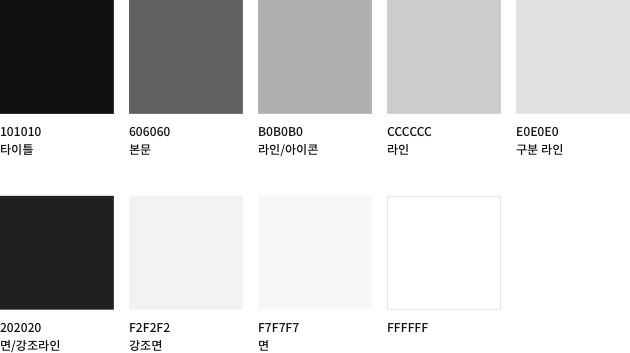 101010
타이틀
606060
본문
B0B0B0
라인/아이콘
CCCCCC
라인
E0E0E0
구분 라인
202020
면/강조라인
F2F2F2
강조면
F7F7F7
면
FFFFFF